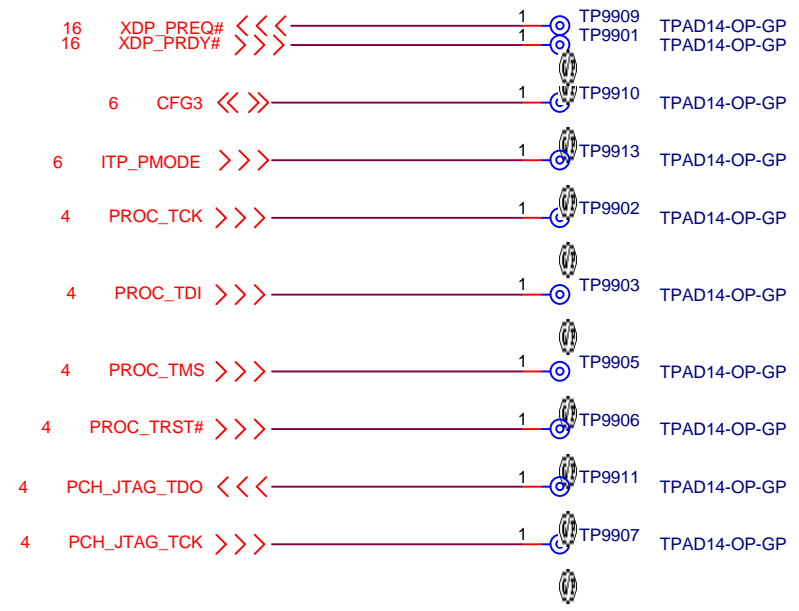 16 XDP_PREQ# 1 TP9909 TPAD14-OP-GP
16 XDP_PRDY# 1 TP9901 TPAD14-OP-GP
6 CFG3 1 TP9910 TPAD14-OP-GP
6 ITP_PMODE 1 TP9913 TPAD14-OP-GP
4 PROC_TCK 1 TP9902 TPAD14-OP-GP
4 PROC_TDI 1 TP9903 TPAD14-OP-GP
4 PROC_TMS 1 TP9905 TPAD14-OP-GP
4 PROC_TRST# 1 TP9906 TPAD14-OP-GP
4 PCH_JTAG_TDO 1 TP9911 TPAD14-OP-GP
4 PCH_JTAG_TCK 1 TP9907 TPAD14-OP-GP